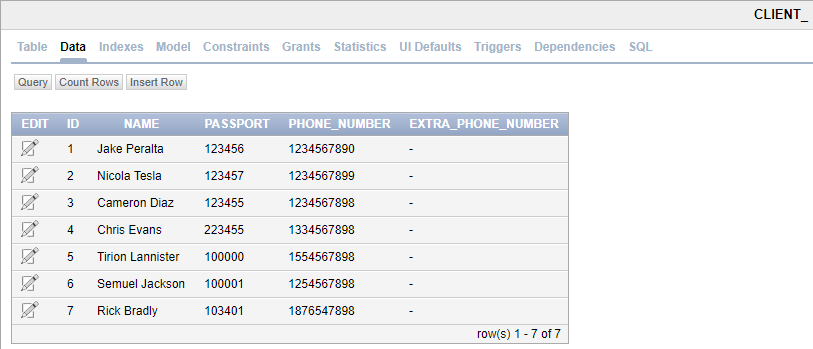 CLIENT_
Table Data Indexes Model Constraints Grants Statistics UI Defaults Triggers Dependencies SQL
Query Count Rows Insert Row
EDIT ID NAME PASSPORT PHONE_NUMBER EXTRA_PHONE_NUMBER
1 Jake Peralta 123456 1234567890 -
2 Nicola Tesla 123457 1234567899 -
3 Cameron Diaz 123455 1234567898 -
4 Chris Evans 223455 1334567898 -
5 Tirion Lannister 100000 1554567898 -
6 Semuel Jackson 100001 1254567898 -
7 Rick Bradly 103401 1876547898 -
row(s) 1 - 7 of 7